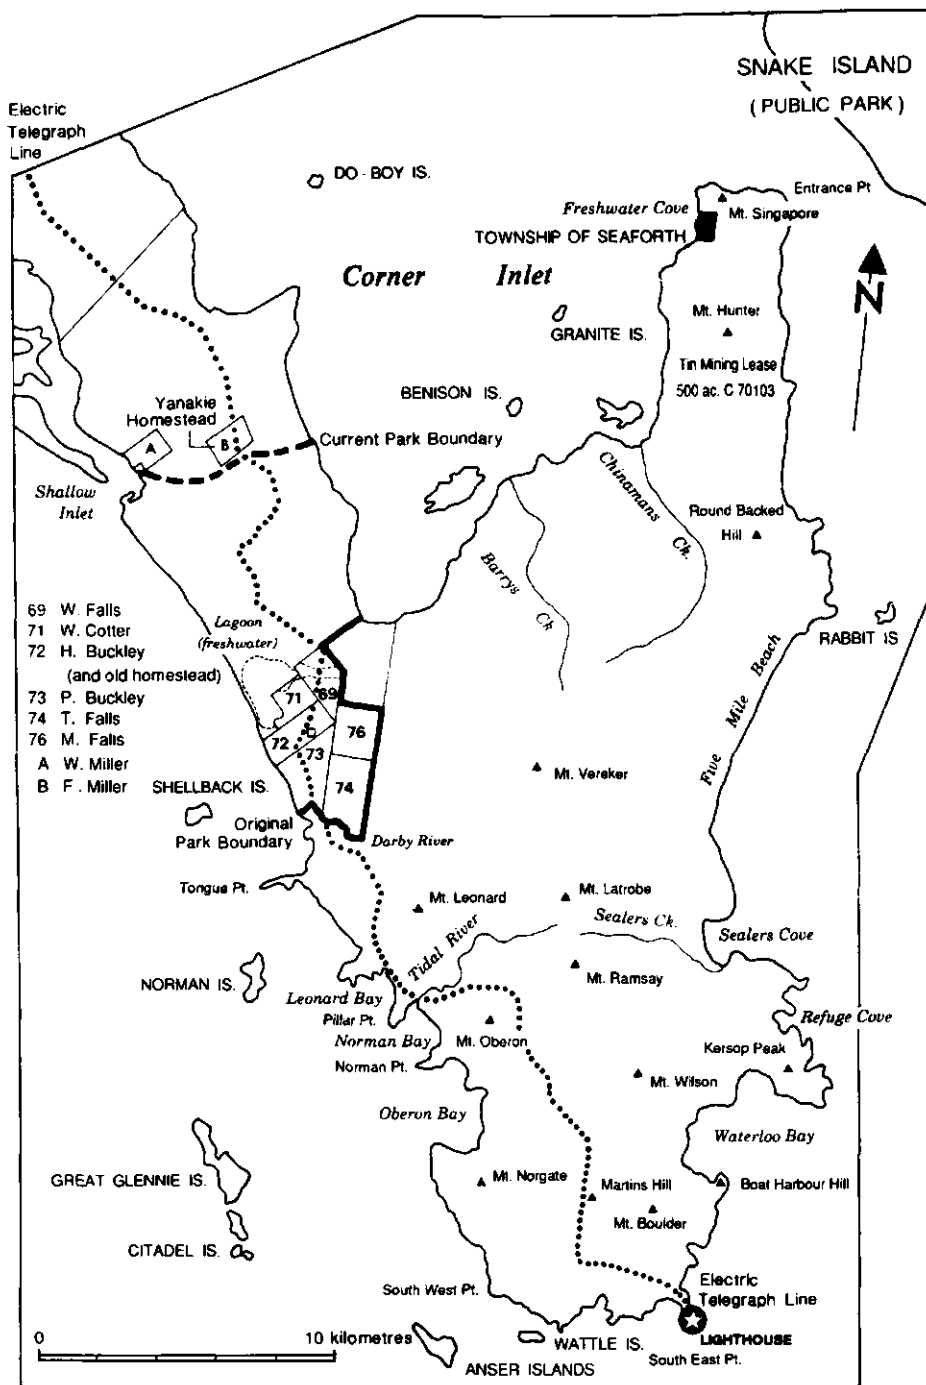 SNAKE ISLAND
(PUBLIC PARK)
Electric
Telegraph
Line
DO-BOY IS.
Entrance Pt
Freshwater Cove
Mt. Singapore
TOWNSHIP OF SEAFORTH
Corner Inlet
N
Mt. Hunter
GRANITE IS.
Tin Mining Lease
500 ac. C 70103
BENISON IS.
Yanakie
Homestead
A
B
Current Park Boundary
Shallow
Inlet
Chinamans Ck.
Round Backed
Hill
Barrys Ck
69 W. Falls
71 W. Cotter
72 H. Buckley
(and old homestead)
73 P. Buckley
74 T. Falls
76 M. Falls
A W. Miller
B F. Miller
Lagoon
(freshwater)
RABBIT IS
Five Mile Beach
71
69
72
73
76
74
Mt. Vereker
SHELLBACK IS.
Original
Park Boundary
Darby River
Tongue Pt.
Mt. Leonard
Mt. Latrobe
Sealers Ck.
Sealers Cove
Tidal River
Mt. Ramsay
NORMAN IS.
Leonard Bay
Pillar Pt.
Refuge Cove
Norman Bay
Mt. Oberon
Kersop Peak
Norman Pt.
Mt. Wilson
Oberon Bay
Waterloo Bay
GREAT GLENNIE IS.
Mt. Norgate
Martins Hill
Boat Harbour Hill
Mt. Boulder
CITADEL IS.
South West Pt.
Electric
Telegraph Line
0 10 kilometres
WATTLE IS.
LIGHTHOUSE
South East Pt.
ANSER ISLANDS